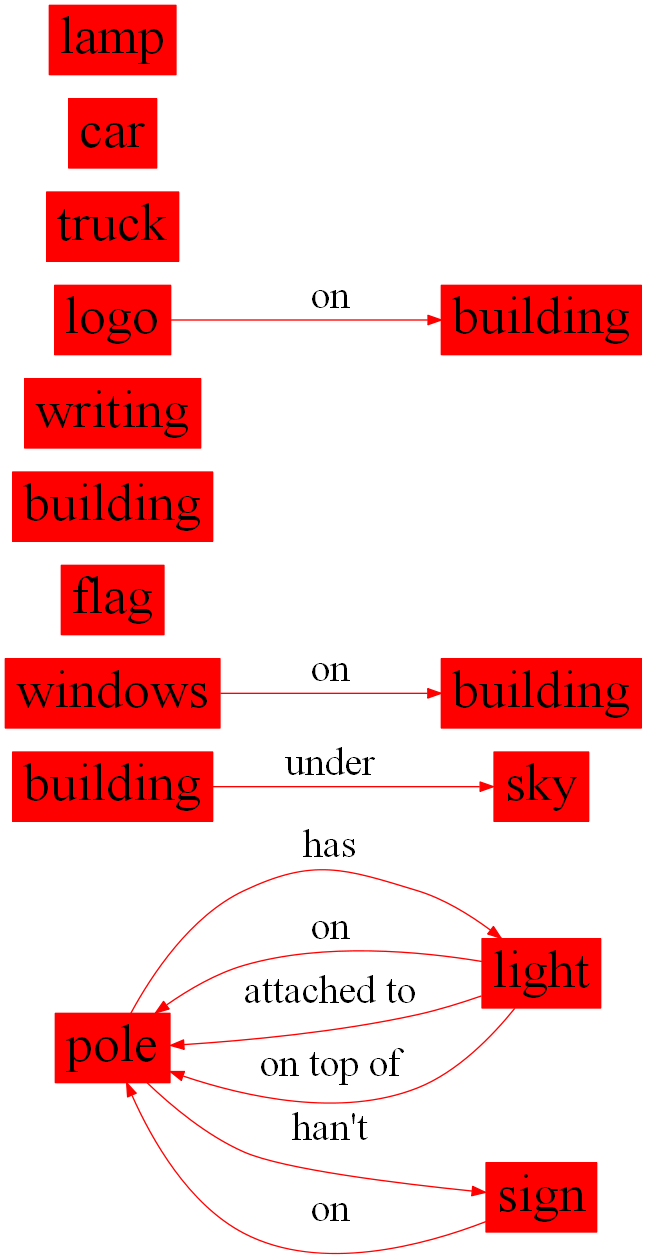 lamp
car
truck
logo on building
writing
building
flag
windows on building
building under sky
has
on
light
attached to
pole
on top of
han't
sign
on